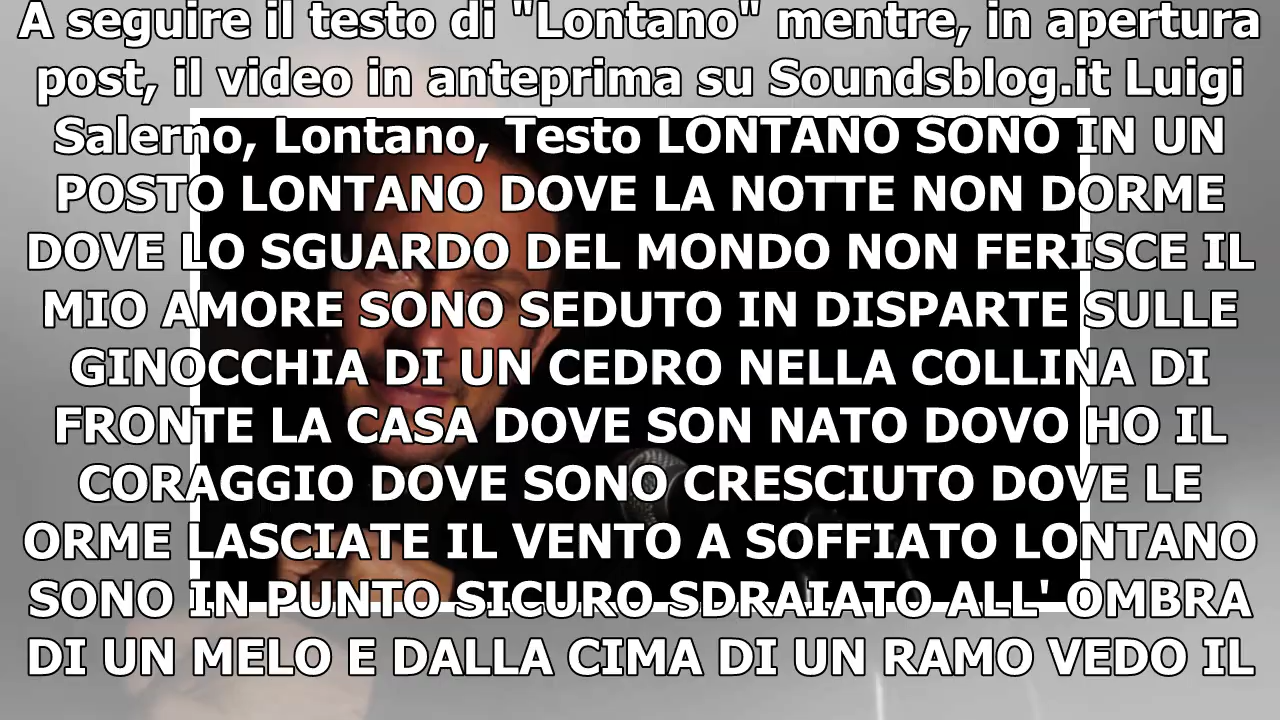 A seguire il testo di "Lontano" mentre, in apertura
post, il video in anteprima su Soundsblog.it Luigi
Salerno, Lontano, Testo LONTANO SONO IN UN
POSTO LONTANO DOVE LA NOTTE NON DORME
DOVE LO SGUARDO DEL MONDO NON FERISCE IL
MIO AMORE SONO SEDUTO IN DISPARTE SULLE
GINOCCHIA DI UN CEDRO NELLA COLLINA DI
FRONTE LA CASA DOVE SON NATO DOVO HO IL
CORAGGIO DOVE SONO CRESCIUTO DOVE LE
ORME LASCIATE IL VENTO A SOFFIATO LONTANO
SONO IN PUNTO SICURO SDRAIATO ALL' OMBRA
DI UN MELO E DALLA CIMA DI UN RAMO VEDO IL